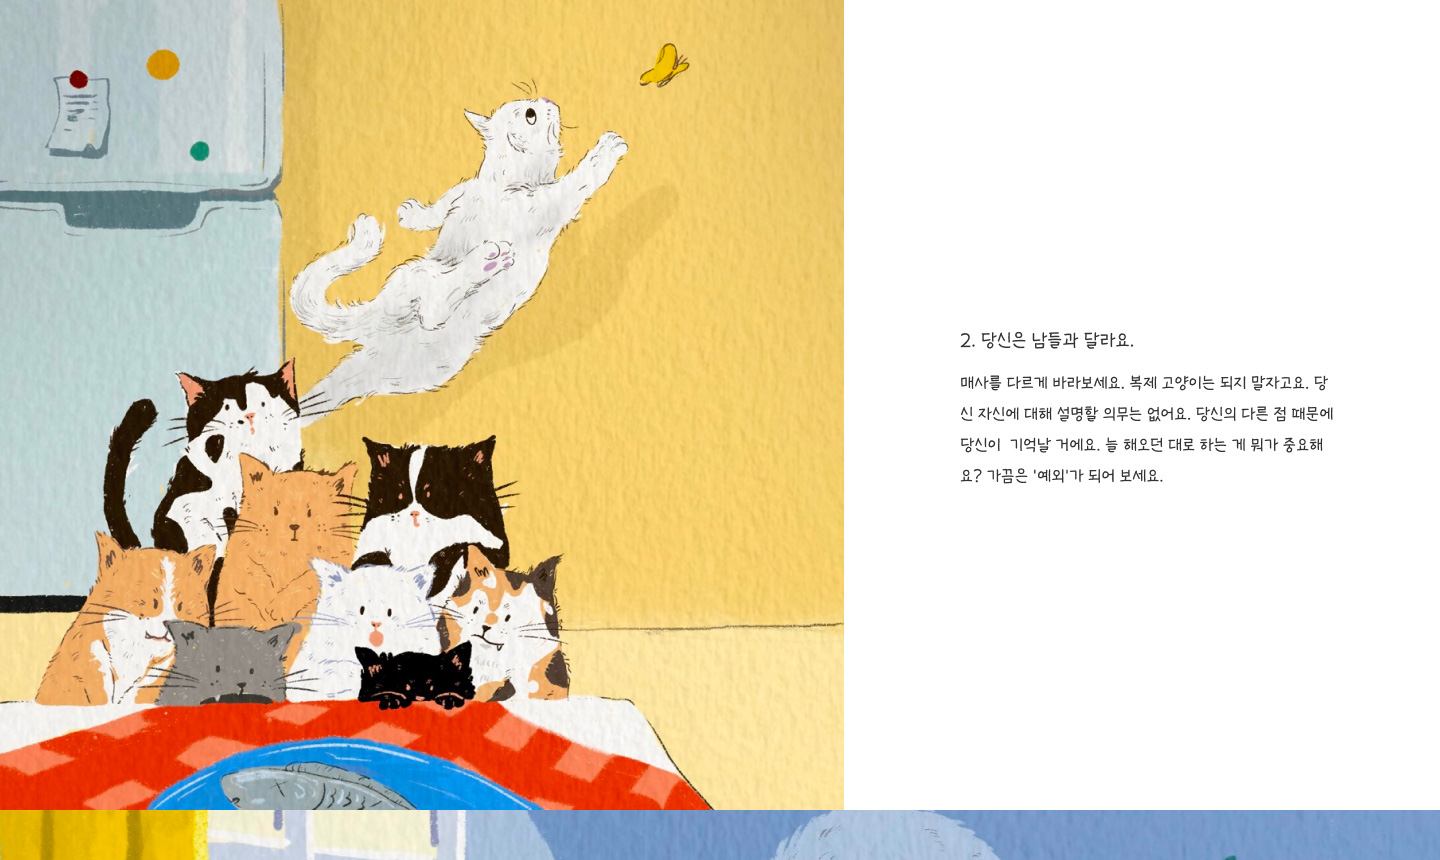 2. 당신은 남들과 달라요.
매사를 다르게 바라보세요. 복제 고양이는 되지 말자고요. 당
신 자신에 대해 설명할 의무는 없어요. 당신의 다른 점 때문에
당신이  기억날 거에요. 늘 해오던 대로 하는 게 뭐가 중요해
요? 가끔은 '예외'가 되어 보세요.